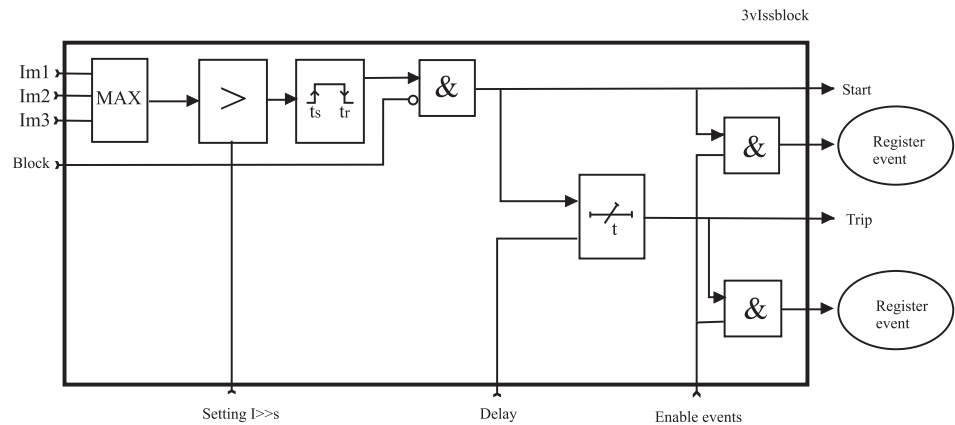 3vIssblock
Im1
Im2
Im3
MAX
>
ts
tr
&
Start
Block
&
Register
event
t
Trip
&
Register
event
Setting I>>s
Delay
Enable events